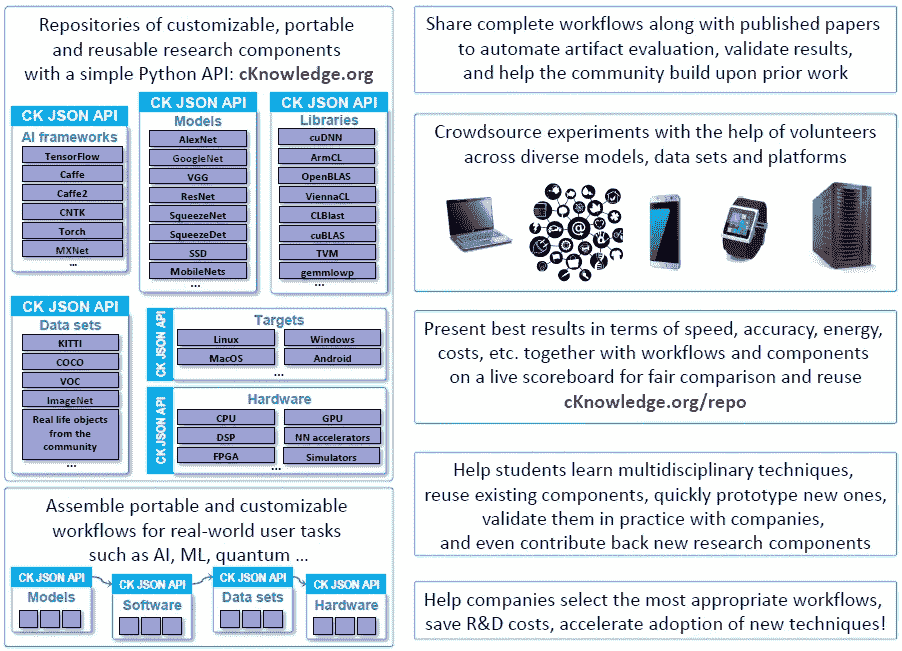 Repositories of customizable, portable
and reusable research components
with a simple Python API: cKnowledge.org
CK JSON API
AI frameworks
TensorFlow
Caffe
Caffe2
CNTK
Torch
MXNet
...
CK JSON API
Models
AlexNet
GoogleNet
VGG
ResNet
SqueezeNet
SqueezeDet
SSD
MobileNets
...
CK JSON API
Libraries
cuDNN
ArmCL
OpenBLAS
ViennaCL
CLBlast
cuBLAS
TVM
gemmlowp
...
CK JSON API
Data sets
KITTI
COCO
VOC
ImageNet
Real life objects
from the
community
...
CK JSON API
Targets
Linux
Windows
MacOS
Android
...
CK JSON API
Hardware
CPU
GPU
DSP
NN accelerators
FPGA
Simulators
...
Assemble portable and customizable
workflows for real-world user tasks
such as AI, ML, quantum ...
CK JSON API
Models
CK JSON API
Software
CK JSON API
Data sets
CK JSON API
Hardware
Share complete workflows along with published papers
to automate artifact evaluation, validate results,
and help the community build upon prior work
Crowdsource experiments with the help of volunteers
across diverse models, data sets and platforms
Present best results in terms of speed, accuracy, energy,
costs, etc. together with workflows and components
on a live scoreboard for fair comparison and reuse
cKnowledge.org/repo
Help students learn multidisciplinary techniques,
reuse existing components, quickly prototype new ones,
validate them in practice with companies,
and even contribute back new research components
Help companies select the most appropriate workflows,
save R&D costs, accelerate adoption of new techniques!